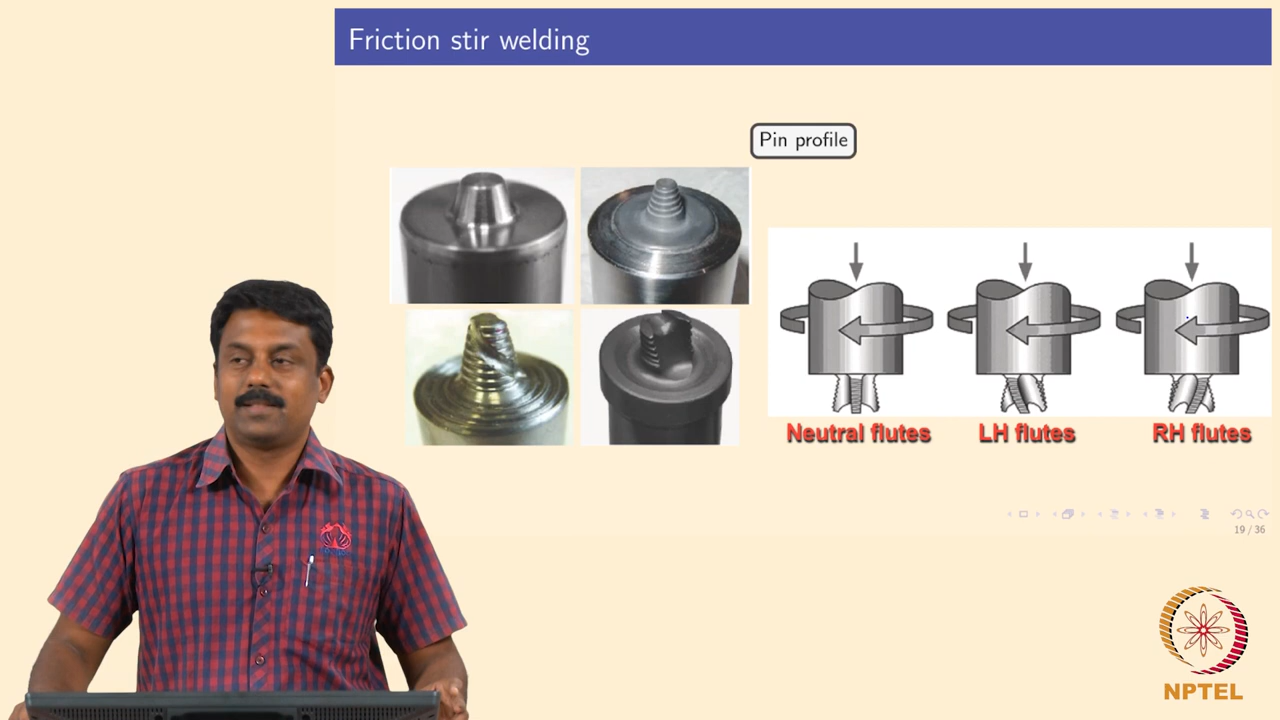 Friction stir welding
Pin profile
Neutral flutes
LH flutes
RH flutes
19 / 36
NPTEL